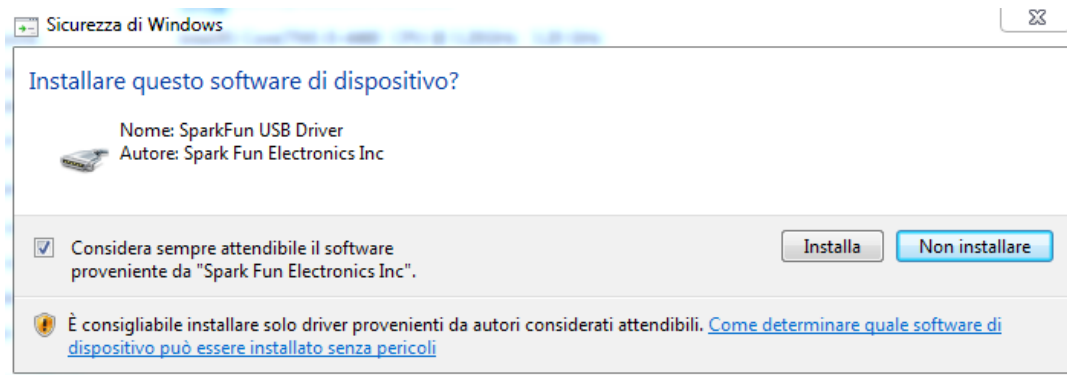 Sicurezza di Windows
Installare questo software di dispositivo?
Nome: SparkFun USB Driver
Autore: Spark Fun Electronics Inc
Considera sempre attendibile il software
proveniente da "Spark Fun Electronics Inc".
Installa
Non installare
È consigliabile installare solo driver provenienti da autori considerati attendibili. Come determinare quale software di
dispositivo può essere installato senza pericoli